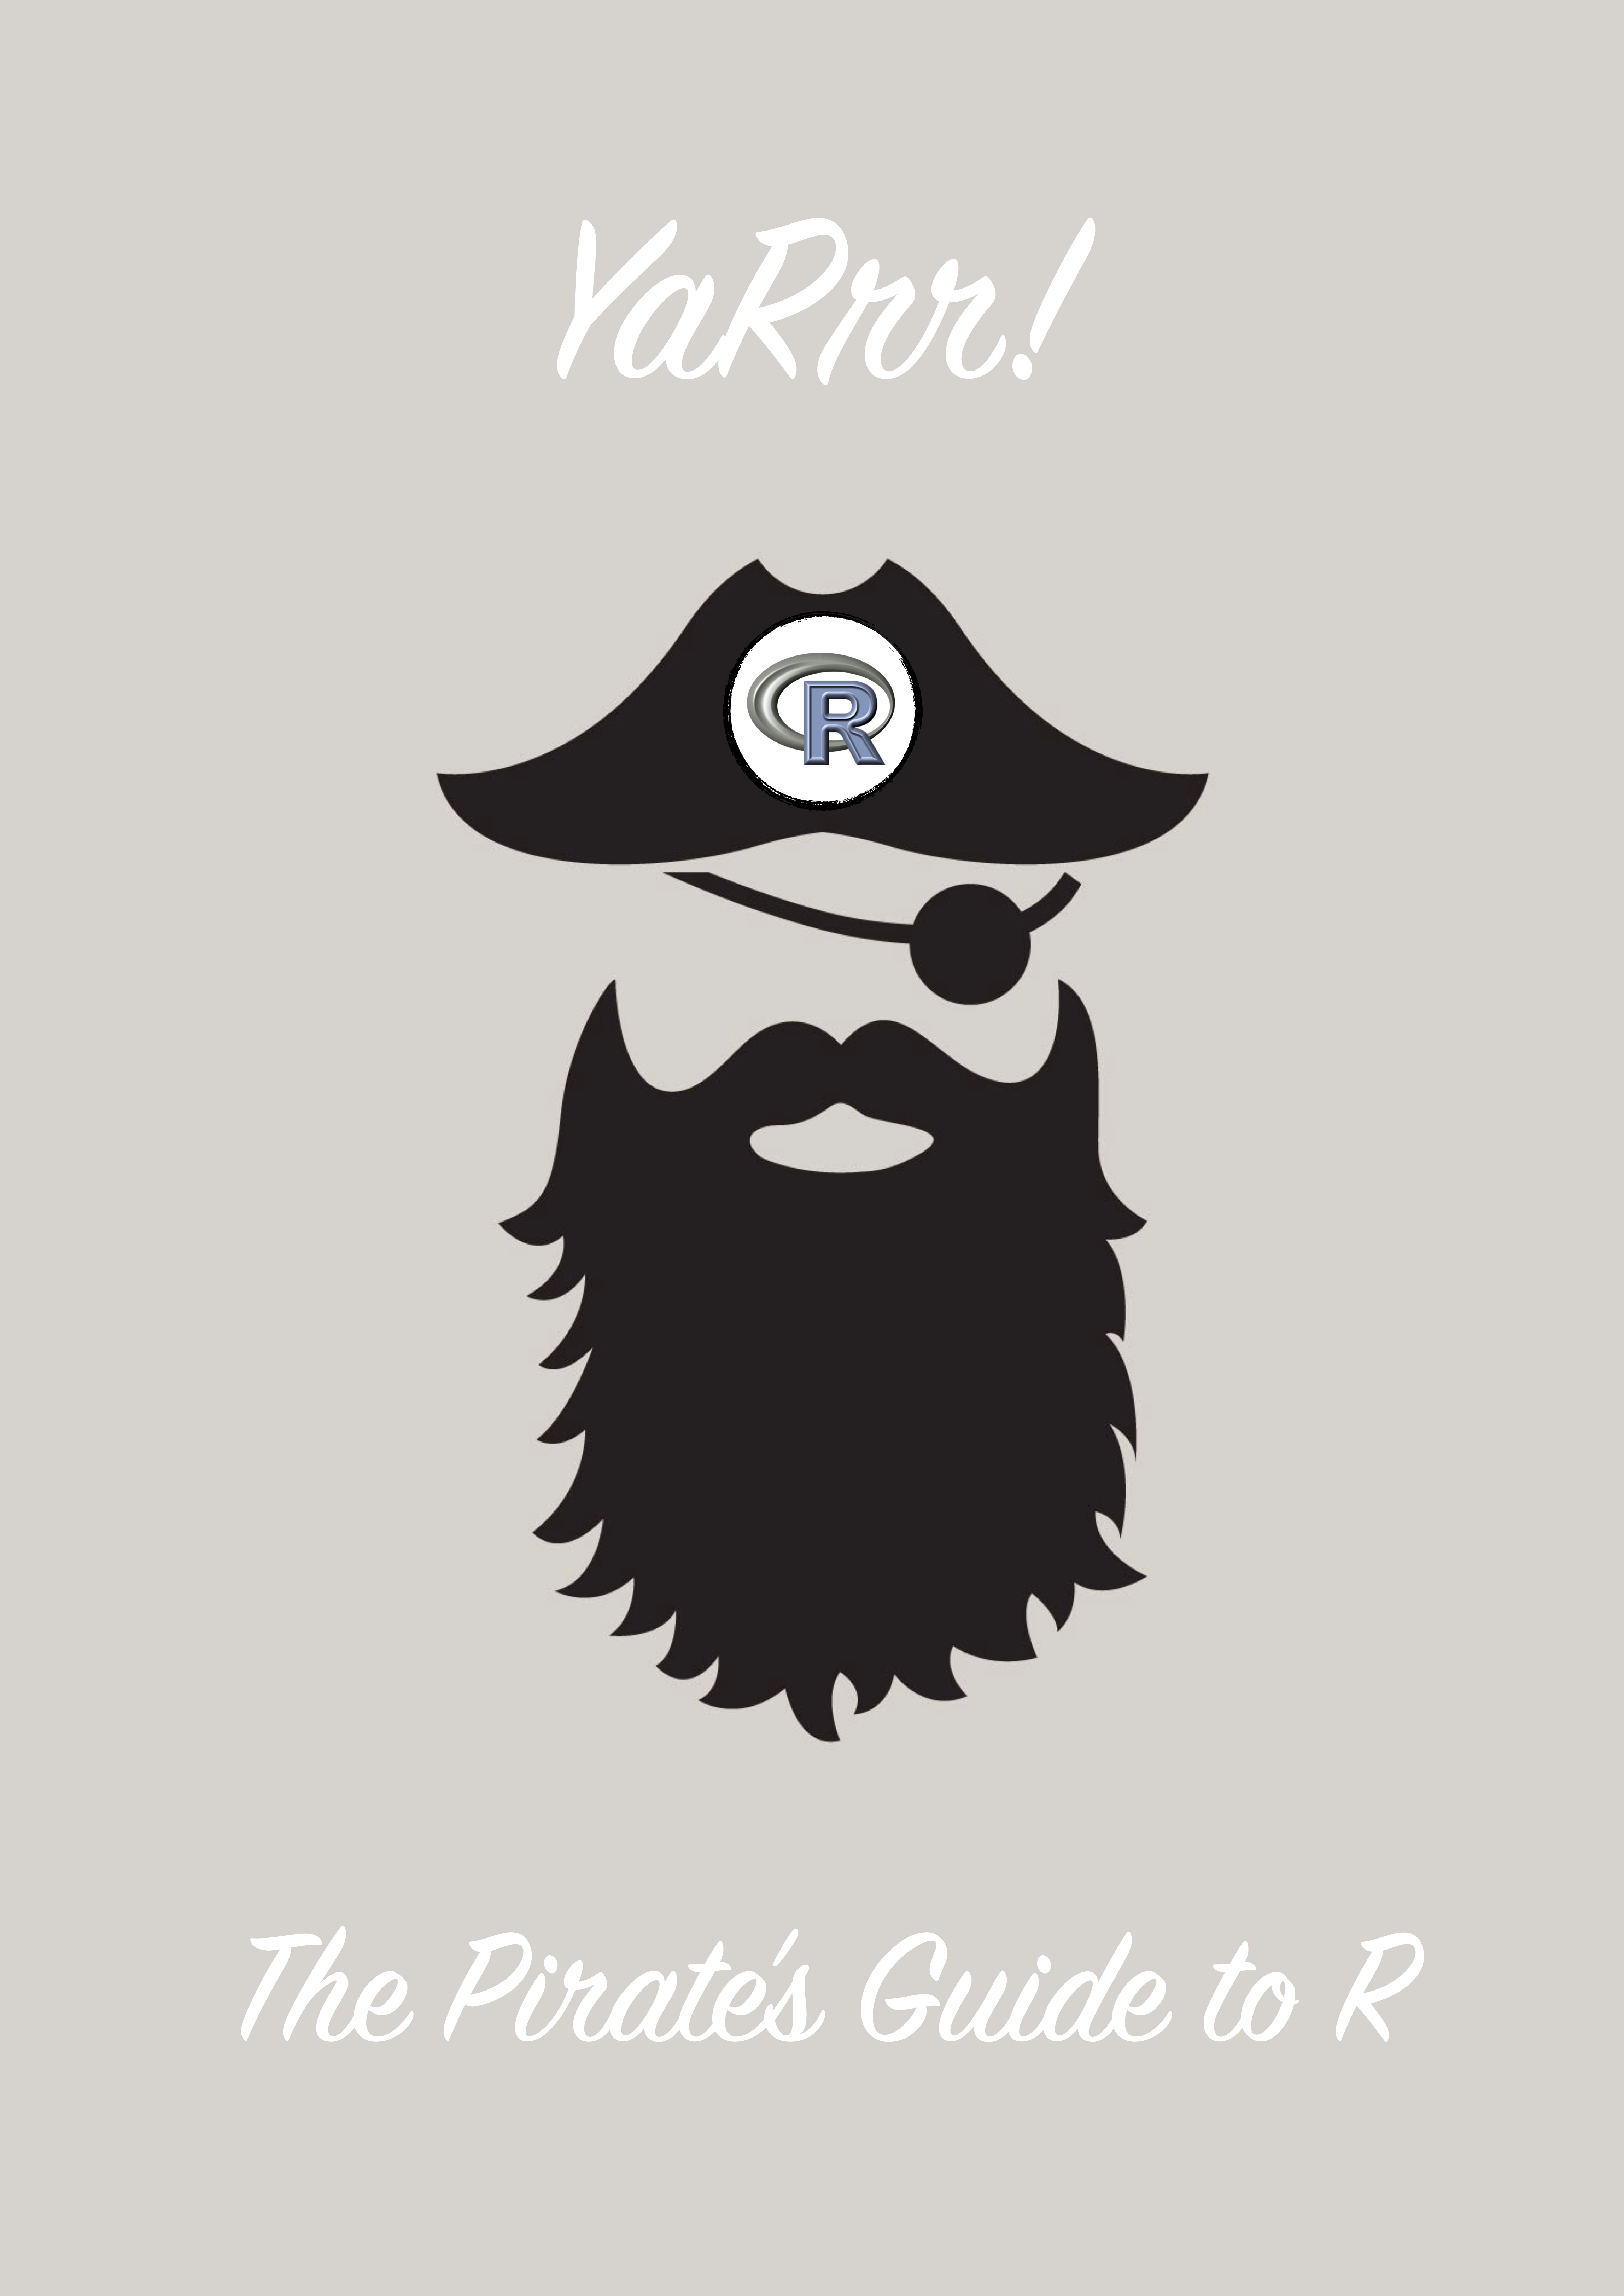 YaRrr!
R
The Pirate's Guide to R